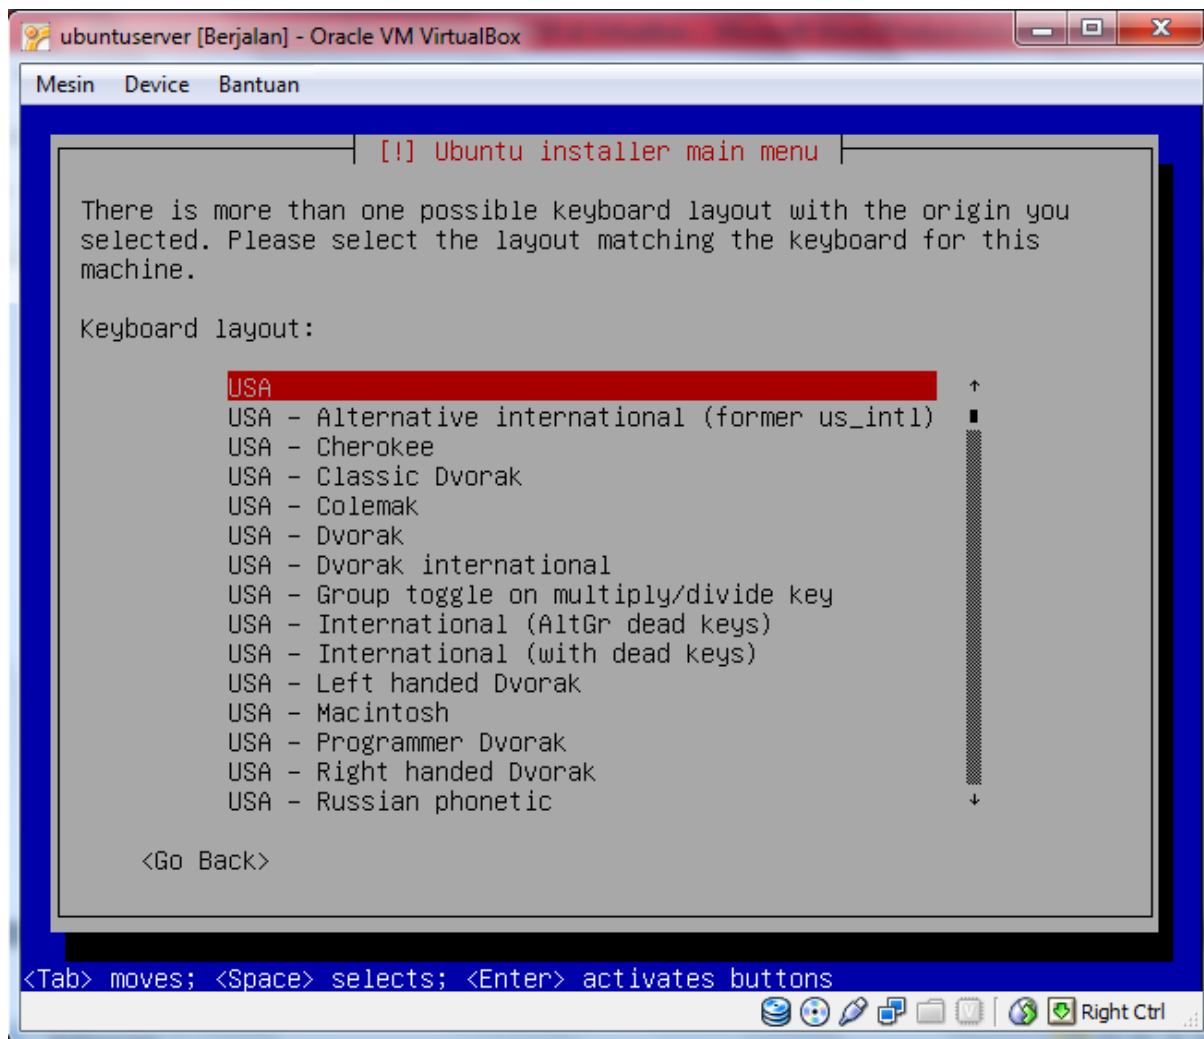 ubuntuserver [Berjalan] - Oracle VM VirtualBox
Mesin Device Bantuan
[!] Ubuntu installer main menu
There is more than one possible keyboard layout with the origin you
selected. Please select the layout matching the keyboard for this
machine.
Keyboard layout:
USA
USA - Alternative international (former us_intl)
USA - Cherokee
USA - Classic Dvorak
USA - Colemak
USA - Dvorak
USA - Dvorak international
USA - Group toggle on multiply/divide key
USA - International (AltGr dead keys)
USA - International (with dead keys)
USA - Left handed Dvorak
USA - Macintosh
USA - Programmer Dvorak
USA - Right handed Dvorak
USA - Russian phonetic
<Go Back>
<Tab> moves; <Space> selects; <Enter> activates buttons
Right Ctrl